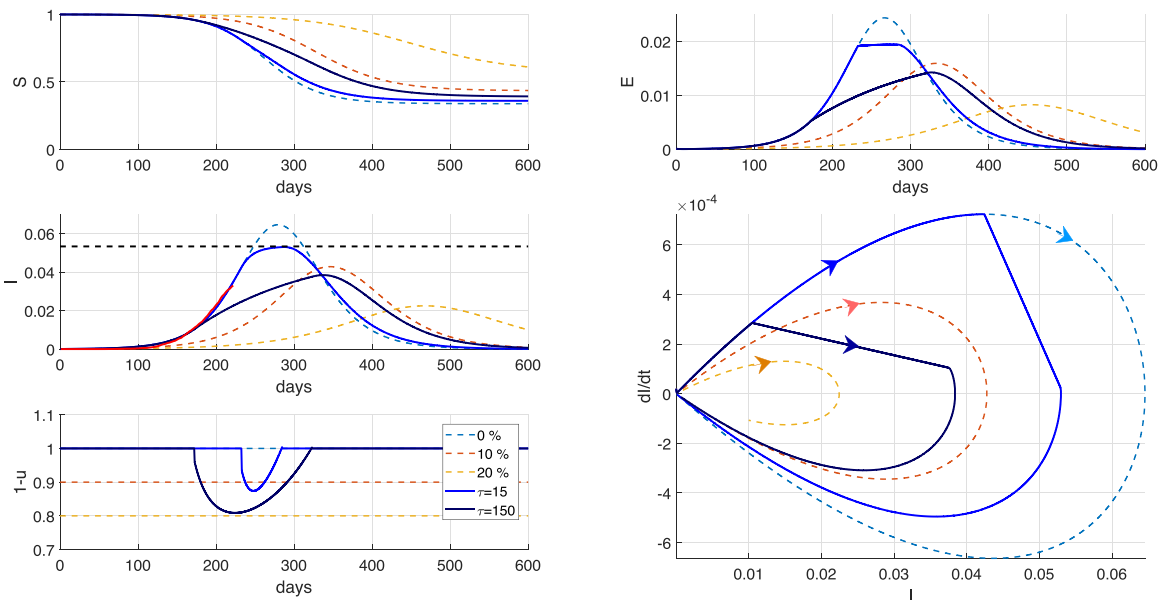 1
0.5
0
S
0 100 200 300 400 500 600
days
0.02
0.01
0
E
0 100 200 300 400 500 600
days
0.06
0.04
0.02
0
I
0 100 200 300 400 500 600
days
1.1
1
0.9
0.8
0.7
1-u
0 100 200 300 400 500 600
days
0 %
10 %
20 %
τ=15
τ=150
×10⁻⁴
6
4
2
0
-2
-4
-6
dI/dt
0.01 0.02 0.03 0.04 0.05 0.06
I